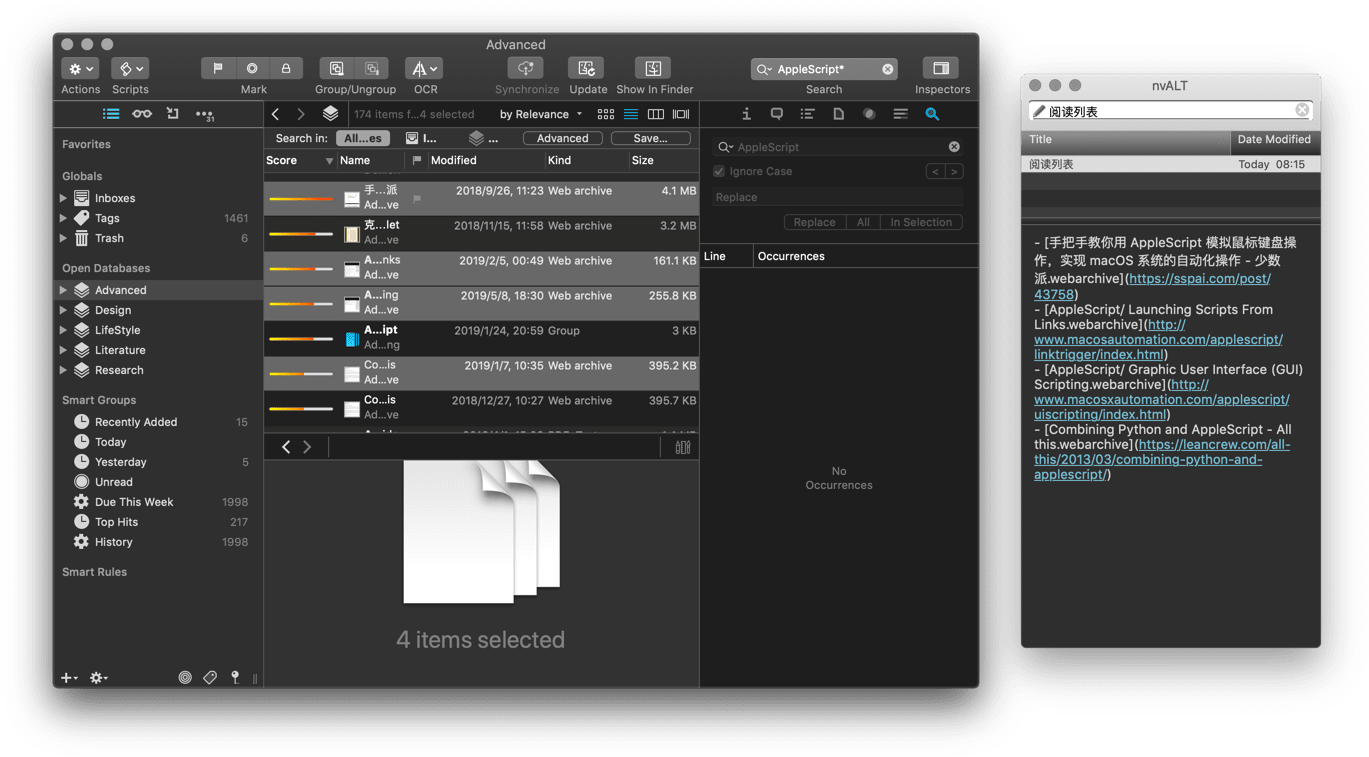 Advanced
Actions
Scripts
Mark
Group/Ungroup
OCR
Synchronize
Update
Show In Finder
AppleScript*
Search
Inspectors
31
Favorites
Globals
Inboxes
Tags 1461
Trash 6
Open Databases
Advanced
Design
LifeStyle
Literature
Research
Smart Groups
Recently Added 15
Today
Yesterday 5
Unread
Due This Week 1998
Top Hits 217
History 1998
Smart Rules
174 items f...4 selected
by Relevance
Search in: All...es I... ... Advanced Save...
Score Name Modified Kind Size
手...派 2018/9/26, 11:23 Web archive 4.1 MB
Ad...ve
克...let 2018/11/15, 11:58 Web archive 3.2 MB
Ad...ve
A...nks 2019/2/5, 00:49 Web archive 161.1 KB
Ad...ve
A...ing 2019/5/8, 18:30 Web archive 255.8 KB
Ad...ve
A...ipt 2019/1/24, 20:59 Group 3 KB
Ad...ng
Co...is 2019/1/7, 10:35 Web archive 395.2 KB
Ad...ve
Co...is 2018/12/27, 10:27 Web archive 395.7 KB
Ad...ve
4 items selected
AppleScript
Ignore Case
Replace
Replace All In Selection
Line Occurrences
No
Occurrences
nvALT
阅读列表
Title Date Modified
阅读列表 Today 08:15
- [手把手教你用 AppleScript 模拟鼠标键盘操
作，实现 macOS 系统的自动化操作 - 少数
派.webarchive](https://sspai.com/post/
43758)
- [AppleScript/ Launching Scripts From
Links.webarchive](http://
www.macosautomation.com/applescript/
linktrigger/index.html)
- [AppleScript/ Graphic User Interface (GUI)
Scripting.webarchive](http://
www.macosxautomation.com/applescript/
uiscripting/index.html)
- [Combining Python and AppleScript - All
this.webarchive](https://leancrew.com/all-
this/2013/03/combining-python-and-
applescript/)